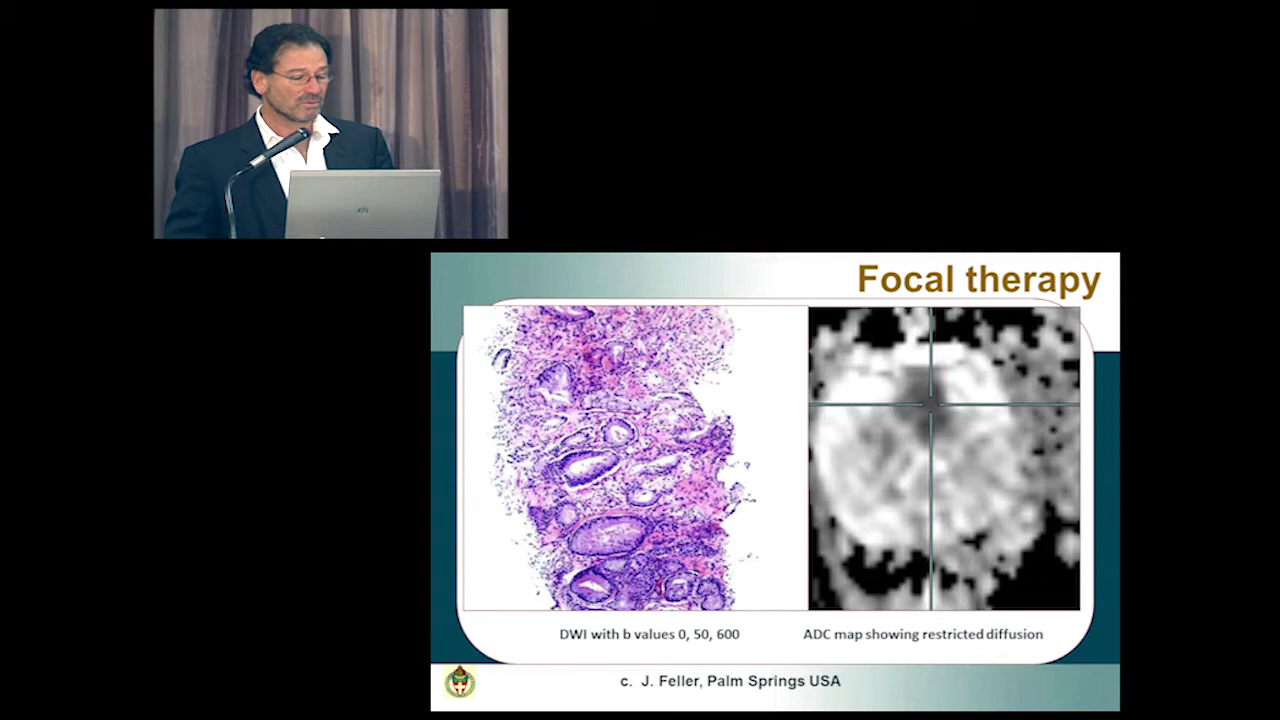 Focal therapy
DWI with b values 0, 50, 600
ADC map showing restricted diffusion
c. J. Feller, Palm Springs USA